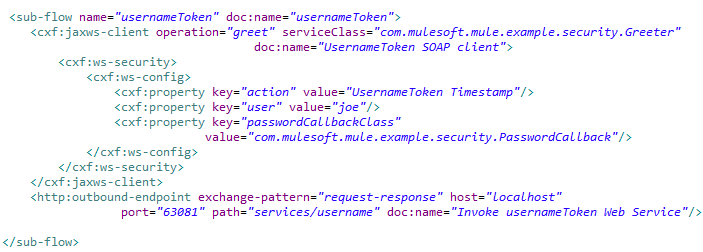 <sub-flow name="usernameToken" doc:name="usernameToken">
<cxf:jaxws-client operation="greet" serviceClass="com.mulesoft.mule.example.security.Greeter"
doc:name="UsernameToken SOAP client">
<cxf:ws-security>
<cxf:ws-config>
<cxf:property key="action" value="UsernameToken Timestamp"/>
<cxf:property key="user" value="joe"/>
<cxf:property key="passwordCallbackClass"
value="com.mulesoft.mule.example.security.PasswordCallback"/>
</cxf:ws-config>
</cxf:ws-security>
</cxf:jaxws-client>
<http:outbound-endpoint exchange-pattern="request-response" host="localhost"
port="63081" path="services/username" doc:name="Invoke usernameToken Web Service"/>
</sub-flow>